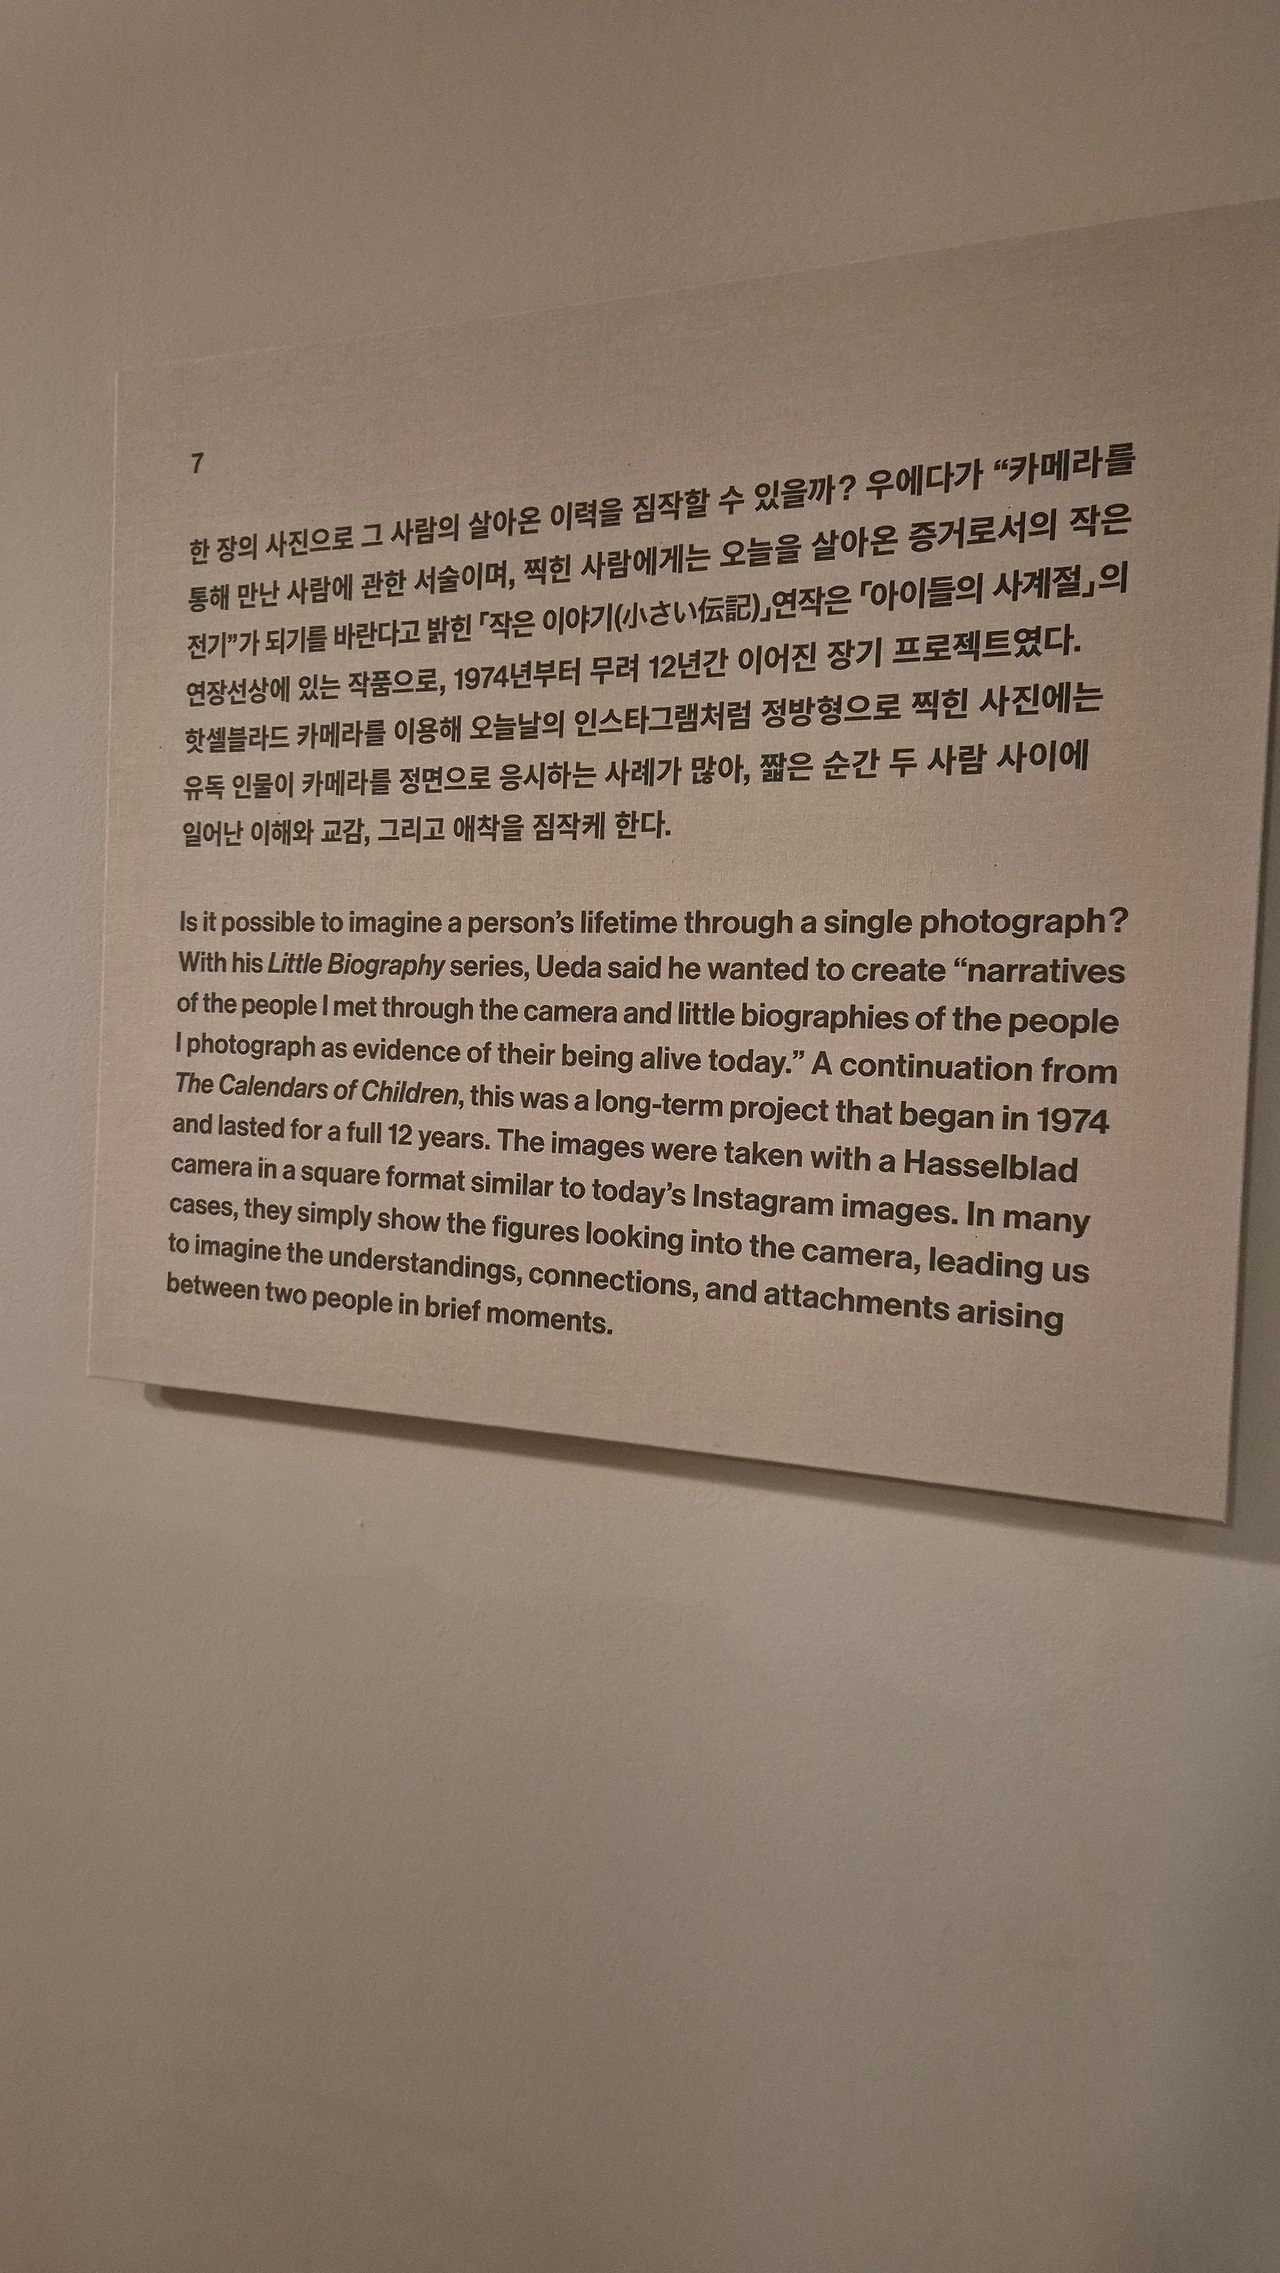 7
한 장의 사진으로 그 사람의 살아온 이력을 짐작할 수 있을까? 우에다가 “카메라를
통해 만난 사람에 관한 서술이며, 찍힌 사람에게는 오늘을 살아온 증거로서의 작은
전기”가 되기를 바란다고 밝힌 「작은 이야기(小さい伝記)」연작은 「아이들의 사계절」의
연장선상에 있는 작품으로, 1974년부터 무려 12년간 이어진 장기 프로젝트였다.
핫셀블라드 카메라를 이용해 오늘날의 인스타그램처럼 정방형으로 찍힌 사진에는
유독 인물이 카메라를 정면으로 응시하는 사례가 많아, 짧은 순간 두 사람 사이에
일어난 이해와 교감, 그리고 애착을 짐작케 한다.
Is it possible to imagine a person’s lifetime through a single photograph?
With his Little Biography series, Ueda said he wanted to create “narratives
of the people I met through the camera and little biographies of the people
I photograph as evidence of their being alive today.” A continuation from
The Calendars of Children, this was a long-term project that began in 1974
and lasted for a full 12 years. The images were taken with a Hasselblad
camera in a square format similar to today’s Instagram images. In many
cases, they simply show the figures looking into the camera, leading us
to imagine the understandings, connections, and attachments arising
between two people in brief moments.